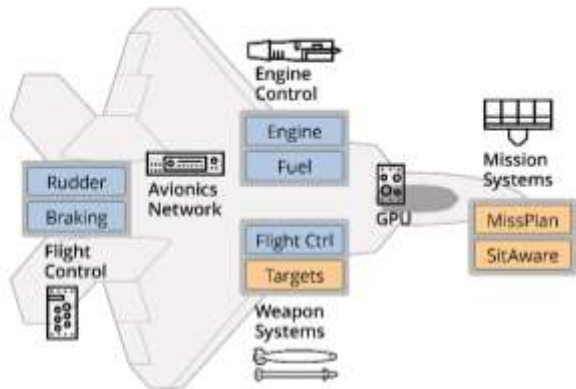 Engine
Control
Engine
Fuel
Mission
Systems
MissPlan
SitAware
Avionics
Network
GPU
Rudder
Braking
Flight
Control
Flight Ctrl
Targets
Weapon
Systems